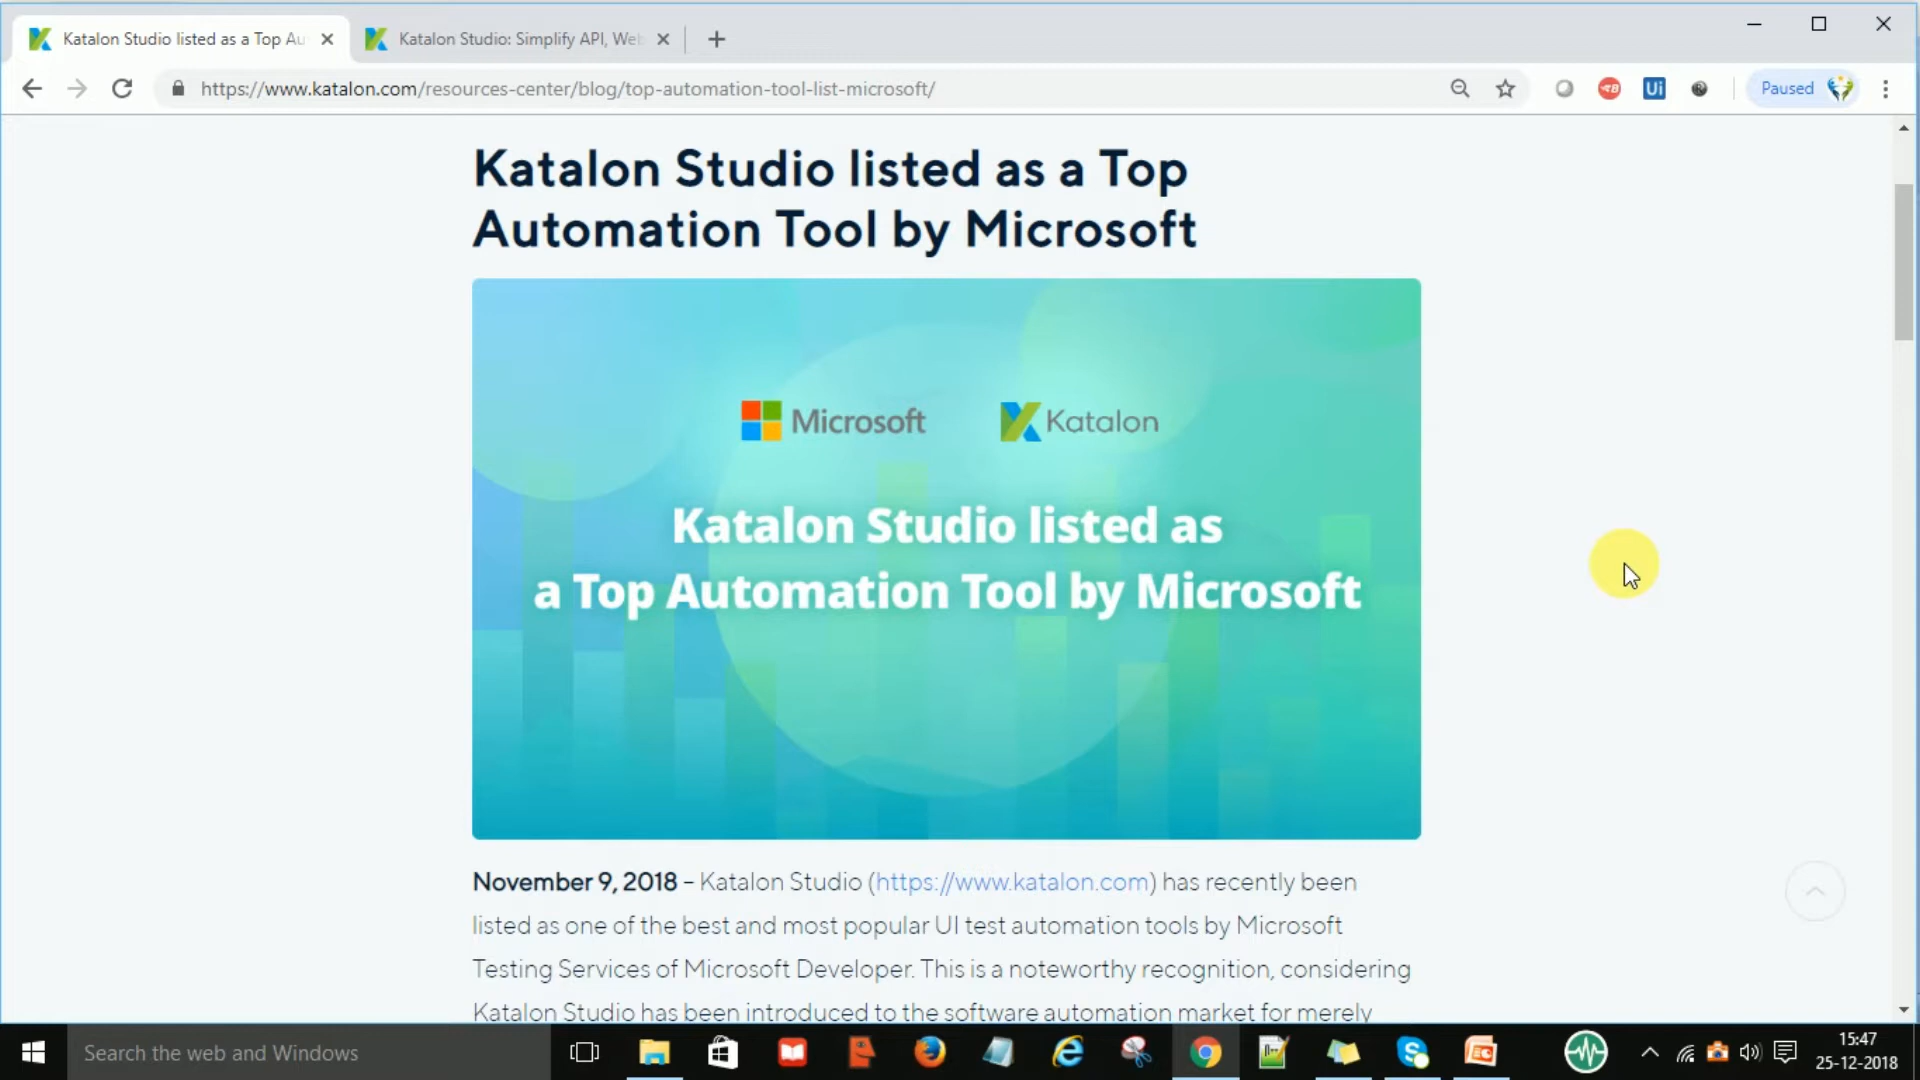 Katalon Studio listed as a Top Au
Katalon Studio: Simplify API, Web
https://www.katalon.com/resources-center/blog/top-automation-tool-list-microsoft/
Ui
Paused
Katalon Studio listed as a Top
Automation Tool by Microsoft
Microsoft
Katalon
Katalon Studio listed as
a Top Automation Tool by Microsoft
November 9, 2018 – Katalon Studio (https://www.katalon.com) has recently been
listed as one of the best and most popular UI test automation tools by Microsoft
Testing Services of Microsoft Developer. This is a noteworthy recognition, considering
Katalon Studio has been introduced to the software automation market for merely
Search the web and Windows
15:47
25-12-2018